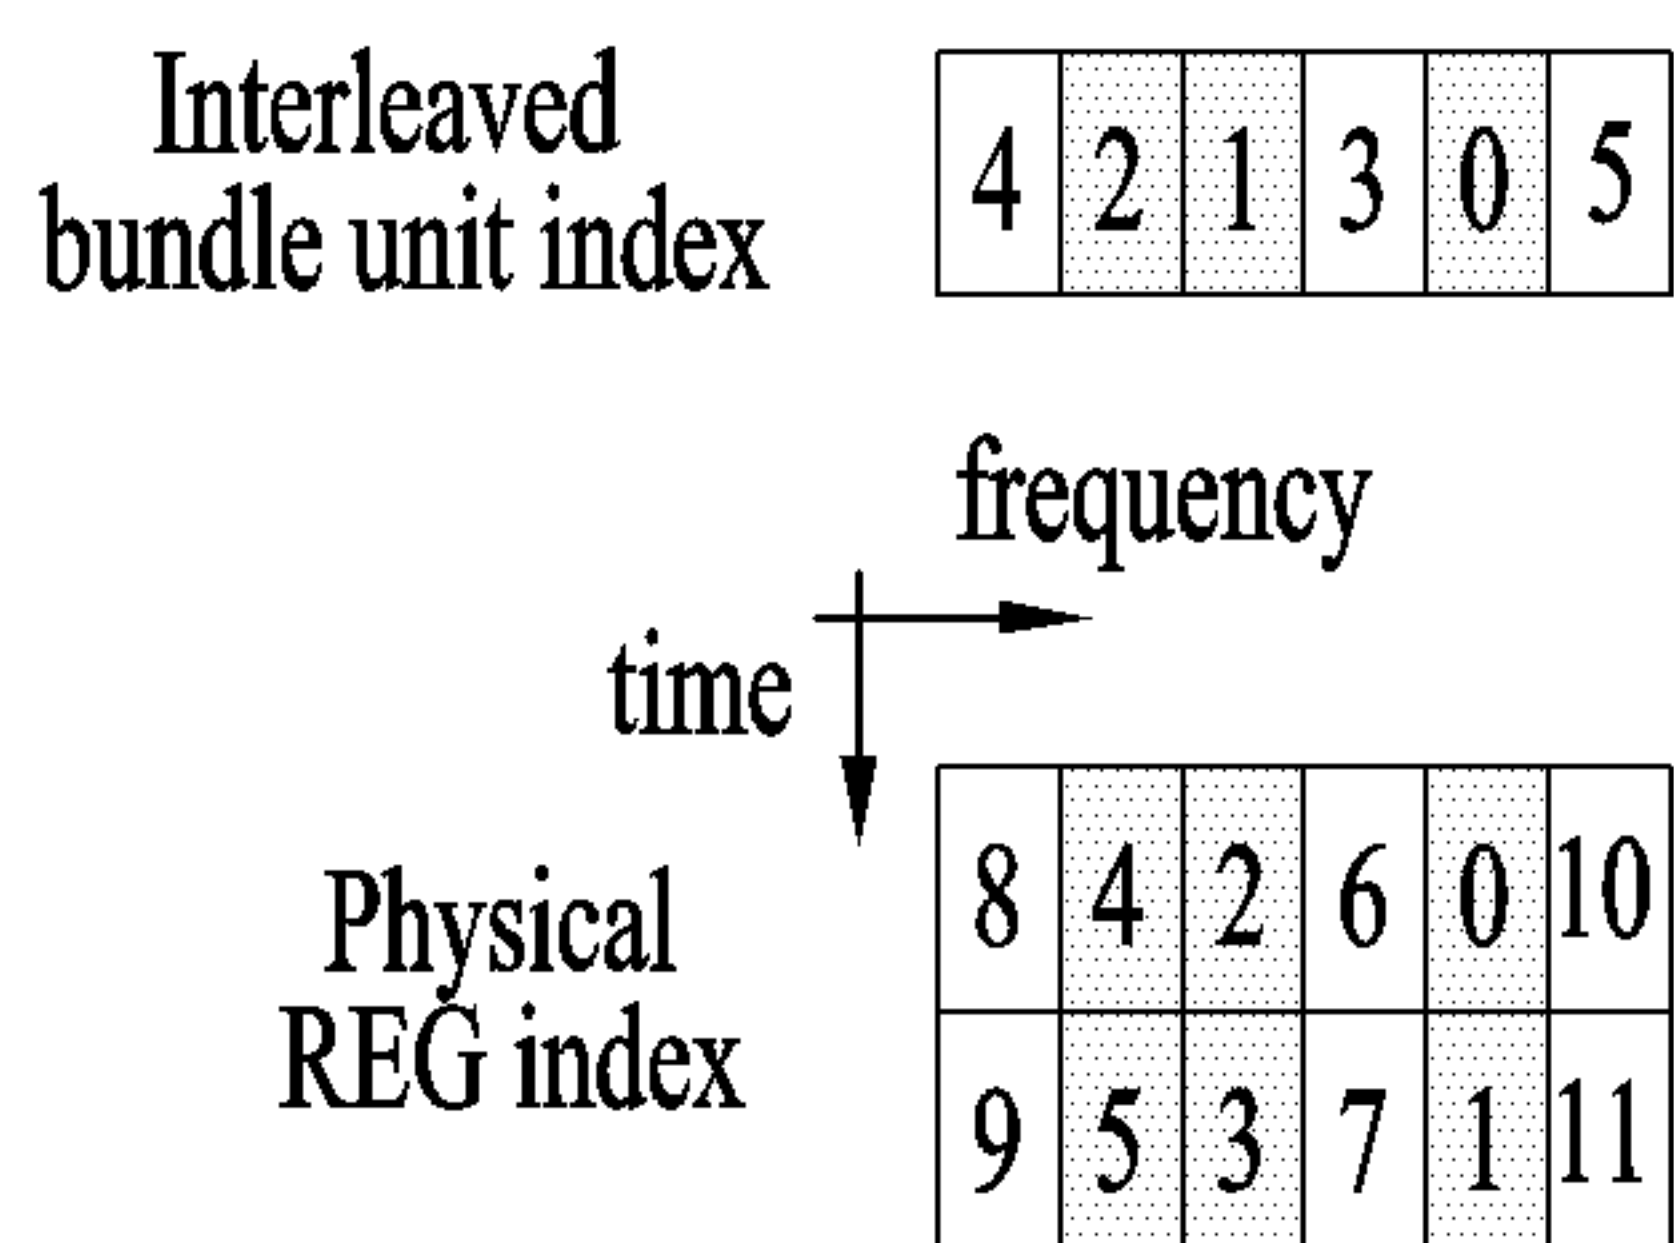 Interleaved
bundle unit index
4 2 1 3 0 5
frequency
time
Physical
REG index
8 4 2 6 0 10
9 5 3 7 1 11